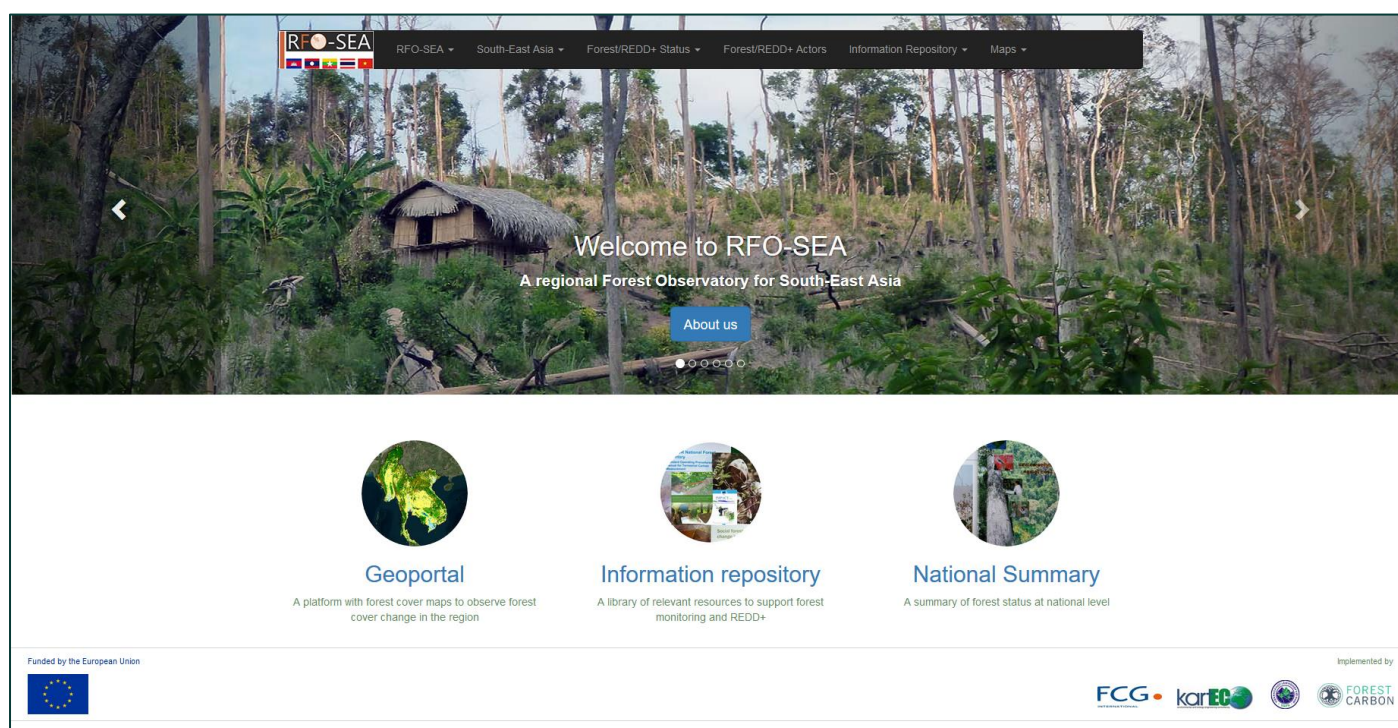 RFO-SEA
RFO-SEA South-East Asia Forest/REDD+ Status Forest/REDD+ Actors Information Repository Maps
Welcome to RFO-SEA
A regional Forest Observatory for South-East Asia
About us
Geoportal
A platform with forest cover maps to observe forest
cover change in the region
Information repository
A library of relevant resources to support forest
monitoring and REDD+
National Summary
A summary of forest status at national level
Funded by the European Union
Implemented by
FCG
INTERNATIONAL
karTECO
FOREST
CARBON